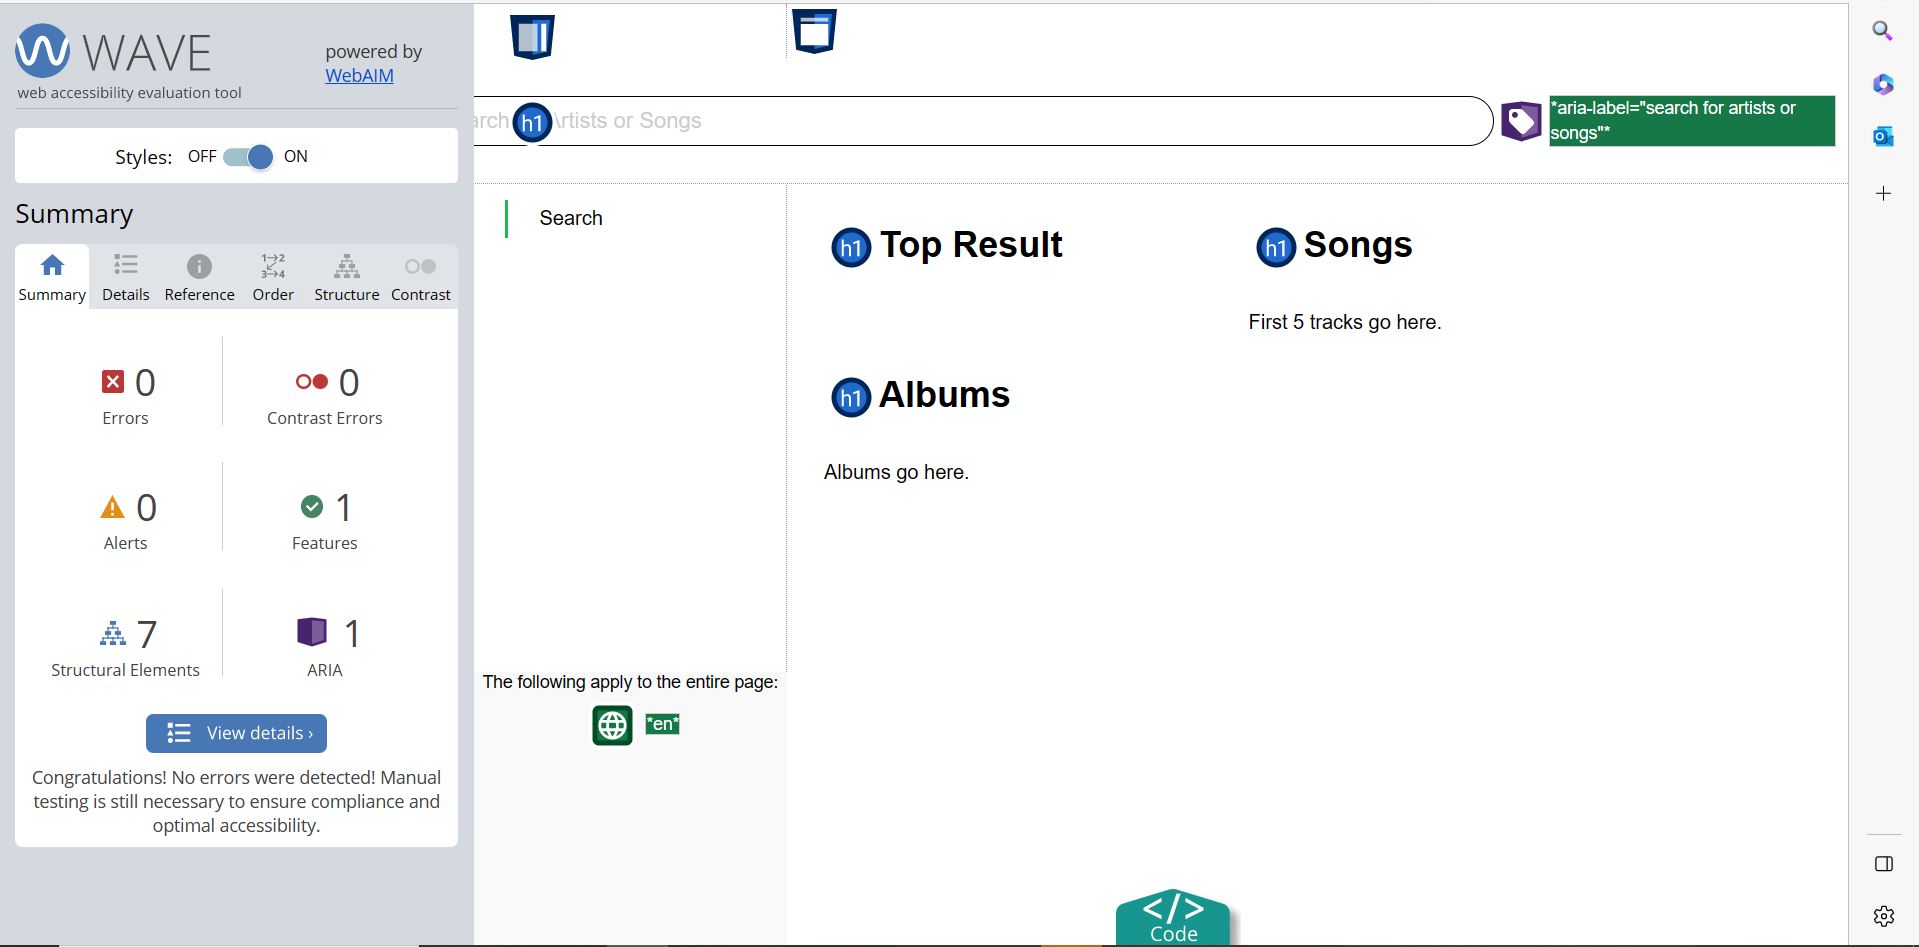 WAVE
powered by
WebAIM
web accessibility evaluation tool
Styles: OFF ON
Summary
Summary Details Reference Order Structure Contrast
0 0
Errors Contrast Errors
0 1
Alerts Features
7 1
Structural Elements ARIA
View details ›
Congratulations! No errors were detected! Manual
testing is still necessary to ensure compliance and
optimal accessibility.
h1 Artists or Songs
*aria-label="search for artists or
songs"*
Search
h1 Top Result
h1 Songs
First 5 tracks go here.
h1 Albums
Albums go here.
The following apply to the entire page:
*en*
</> 
Code